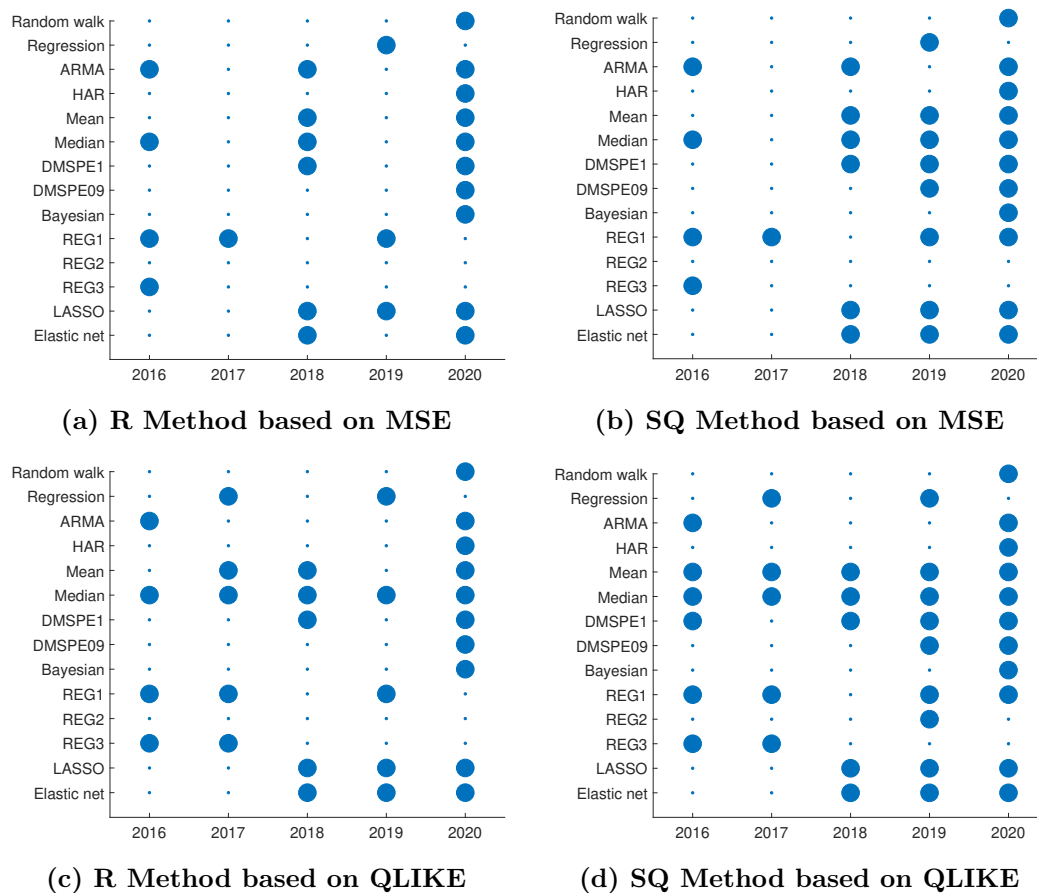 Random walk
Regression
ARMA
HAR
Mean
Median
DMSPE1
DMSPE09
Bayesian
REG1
REG2
REG3
LASSO
Elastic net
2016 2017 2018 2019 2020
(a) R Method based on MSE
Random walk
Regression
ARMA
HAR
Mean
Median
DMSPE1
DMSPE09
Bayesian
REG1
REG2
REG3
LASSO
Elastic net
2016 2017 2018 2019 2020
(b) SQ Method based on MSE
Random walk
Regression
ARMA
HAR
Mean
Median
DMSPE1
DMSPE09
Bayesian
REG1
REG2
REG3
LASSO
Elastic net
2016 2017 2018 2019 2020
(c) R Method based on QLIKE
Random walk
Regression
ARMA
HAR
Mean
Median
DMSPE1
DMSPE09
Bayesian
REG1
REG2
REG3
LASSO
Elastic net
2016 2017 2018 2019 2020
(d) SQ Method based on QLIKE